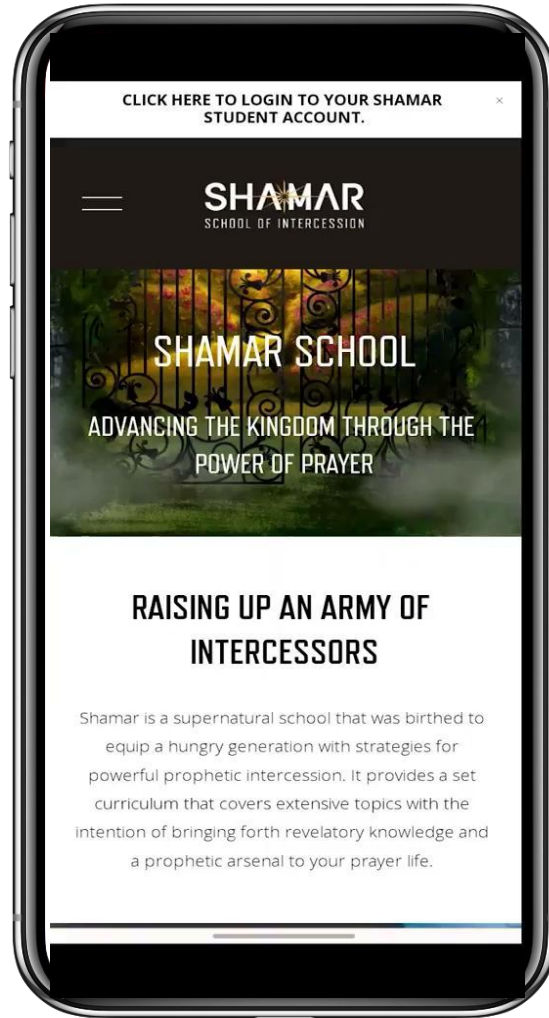 CLICK HERE TO LOGIN TO YOUR SHAMAR
STUDENT ACCOUNT.
SHAMAR
SCHOOL OF INTERCESSION
SHAMAR SCHOOL
ADVANCING THE KINGDOM THROUGH THE
POWER OF PRAYER
RAISING UP AN ARMY OF
INTERCESSORS
Shamar is a supernatural school that was birthed to
equip a hungry generation with strategies for
powerful prophetic intercession. It provides a set
curriculum that covers extensive topics with the
intention of bringing forth revelatory knowledge and
a prophetic arsenal to your prayer life.